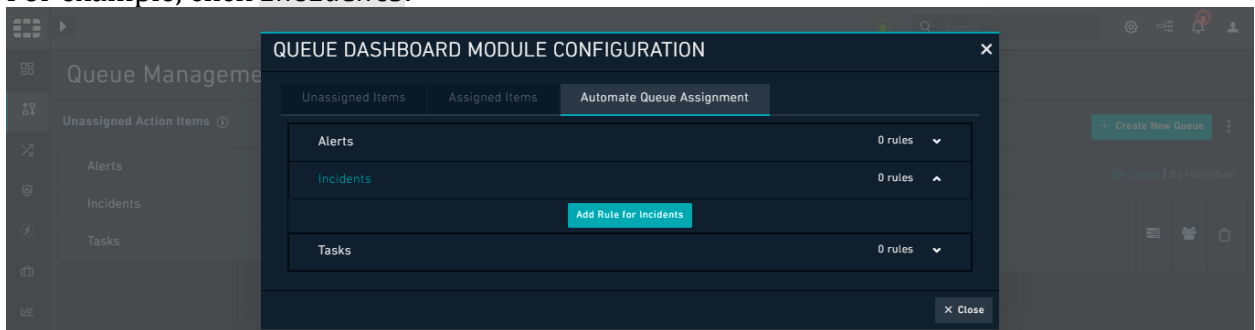 For example, click Incidents.
Search
QUEUE DASHBOARD MODULE CONFIGURATION
Queue Manageme
Unassigned Items Assigned Items Automate Queue Assignment
Unassigned Action Items
+ Create New Queue
Alerts 0 rules
Alerts
By Queue | By Individual
Incidents 0 rules
Incidents
Add Rule for Incidents
Tasks
Tasks 0 rules
× Close